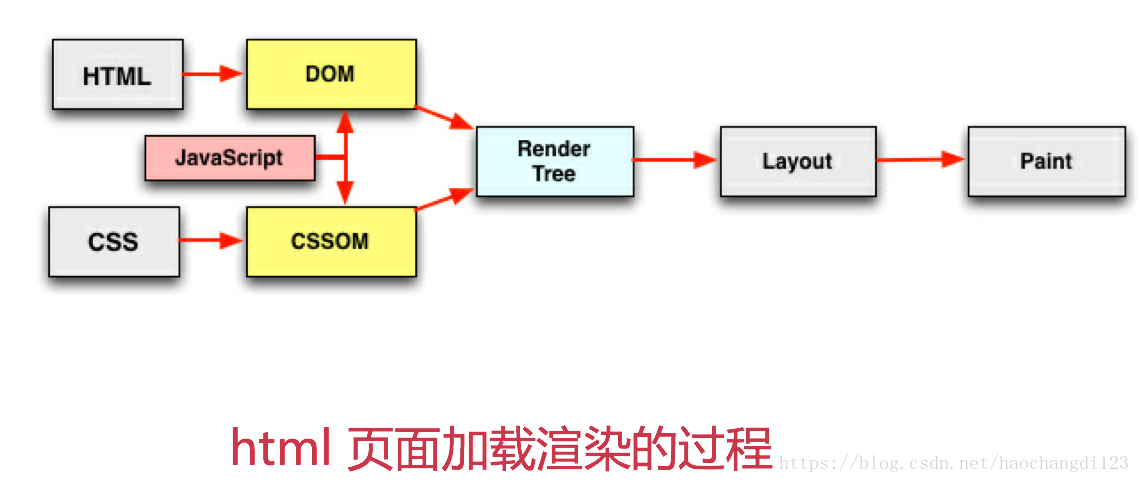 HTML
DOM
JavaScript
CSS
CSSOM
Render
Tree
Layout
Paint
html 页面加载渲染的过程
https://blog.csdn.net/haochangdi123